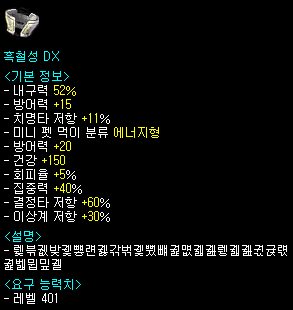 흑철성 DX
<기본 정보>
- 내구력 52%
- 방어력 +15
- 치명타 저항 +11%
- 미니 펫 먹이 분류 에너지형
- 방어력 +20
- 건강 +150
- 회피율 +5%
- 집중력 +40%
- 결정타 저항 +60%
- 이상계 저항 +30%
<설명>
<요구 능력치>
- 레벨 401